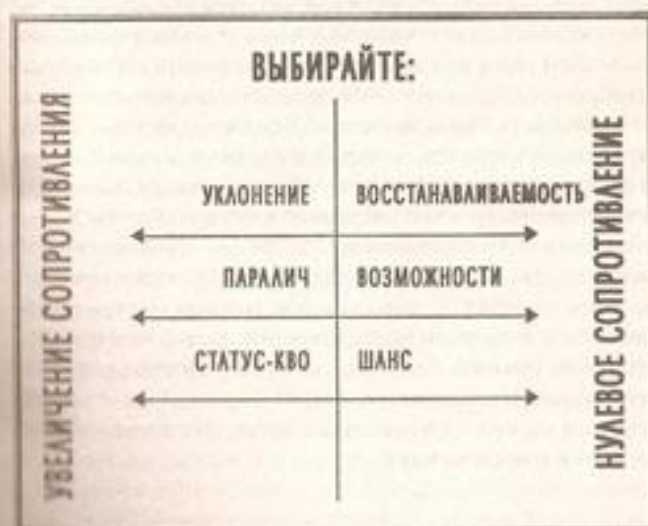 ВЫБИРАЙТЕ:
УВЕЛИЧЕНИЕ СОПРОТИВЛЕНИЯ
УКЛОНЕНИЕ ВОССТАНАВЛИВАЕМОСТЬ
ПАРАЛИЧ ВОЗМОЖНОСТИ
СТАТУС-КВО ШАНС
НУЛЕВОЕ СОПРОТИВЛЕНИЕ